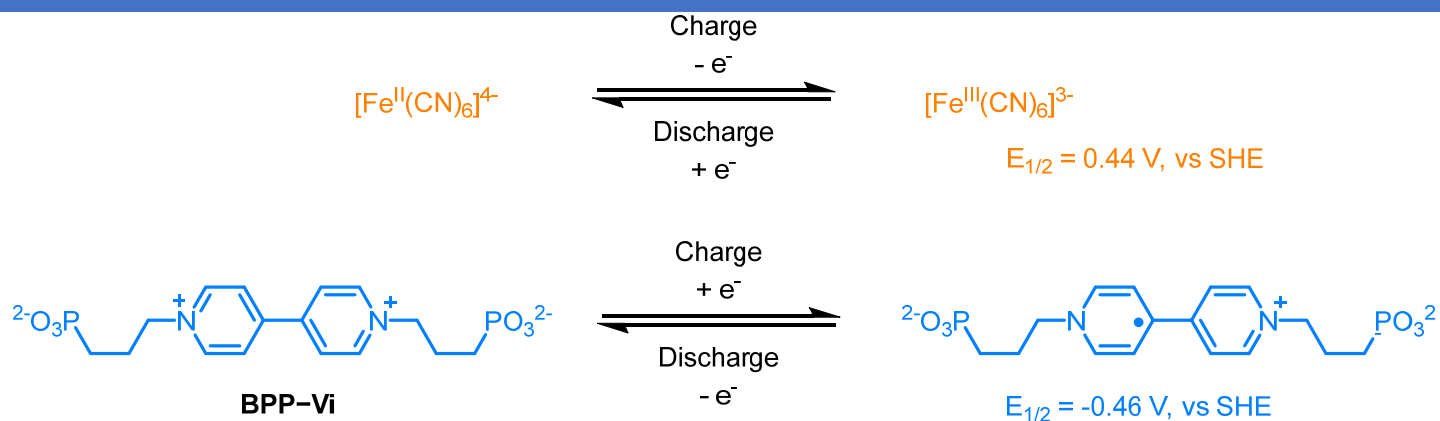 Charge
- e⁻
[Feᴵᴵ(CN)₆]⁴⁻
[Feᴵᴵᴵ(CN)₆]³⁻
Discharge
+ e⁻
E₁/₂ = 0.44 V, vs SHE
Charge
+ e⁻
²⁻O₃P
N
+
N
+
PO₃²⁻
²⁻O₃P
N
N
+
PO₃²
-
Discharge
- e⁻
BPP−Vi
E₁/₂ = -0.46 V, vs SHE